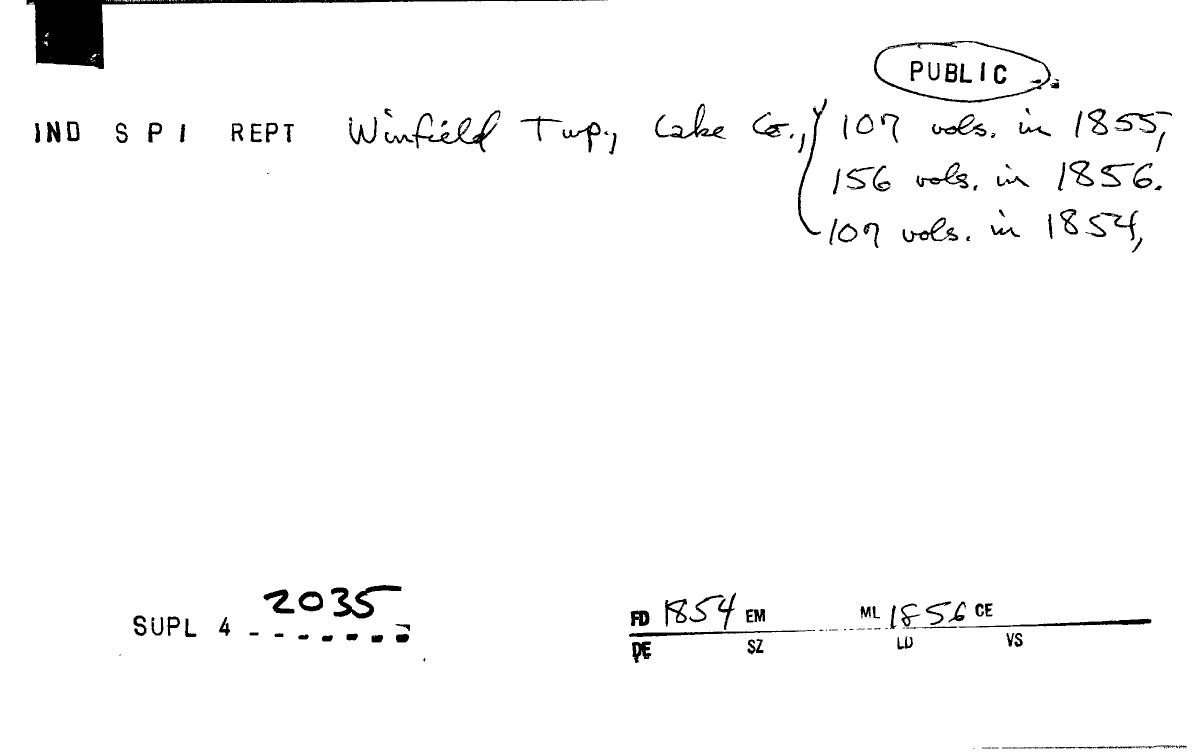 PUBLIC
IND S P I REPT Winfield Twp., Lake Co., 107 vols. in 1855,
156 vols. in 1856.
107 vols. in 1854,
2035
SUPL 4 - - - - - - -
FD 1854 EM ML 1856 CE
DE SZ LD VS